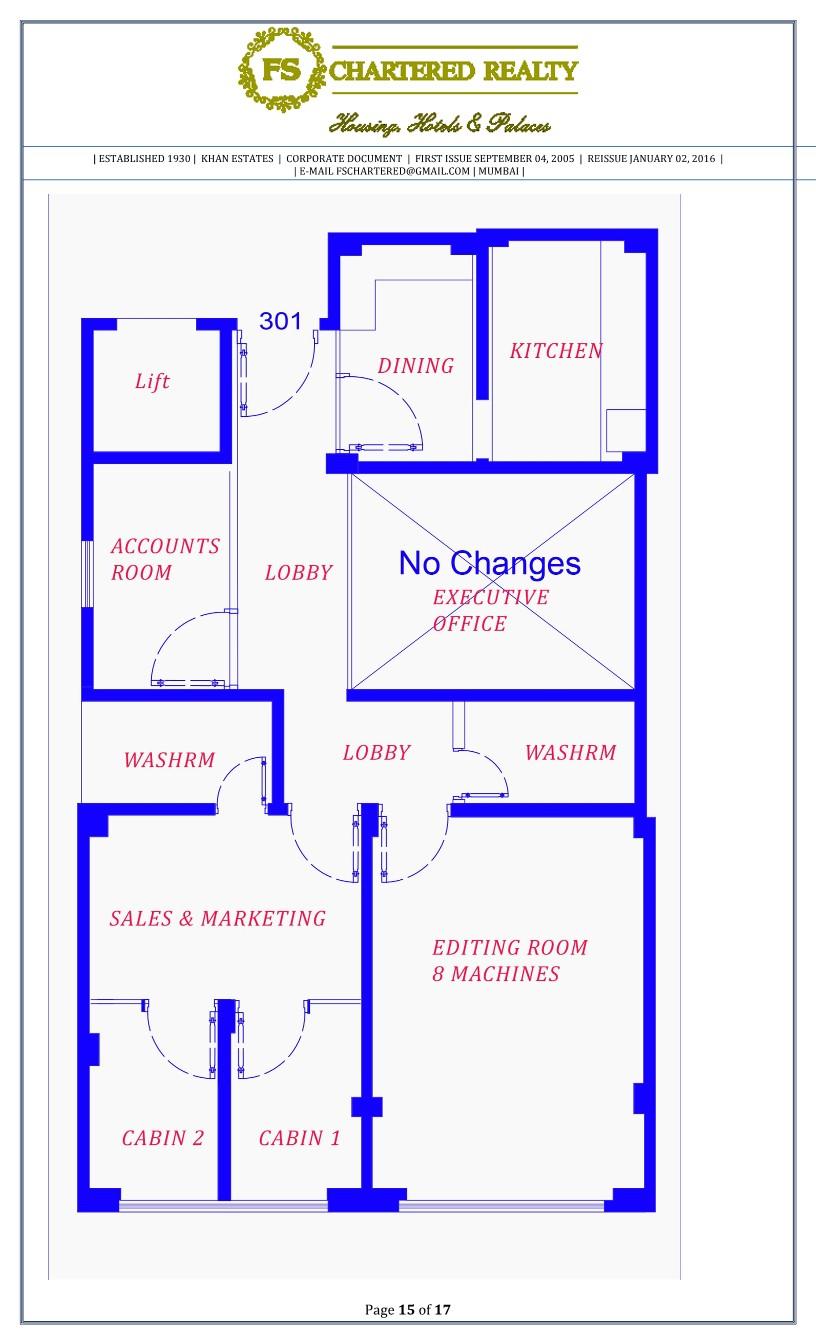 FS
CHARTERED REALTY
Housing, Hotels & Palaces
| ESTABLISHED 1930 | KHAN ESTATES | CORPORATE DOCUMENT | FIRST ISSUE SEPTEMBER 04, 2005 | REISSUE JANUARY 02, 2016 |
| E-MAIL FSCHARTERED@GMAIL.COM | MUMBAI |
301
Lift
DINING
KITCHEN
ACCOUNTS
ROOM
LOBBY
No Changes
EXECUTIVE
OFFICE
WASHRM
LOBBY
WASHRM
SALES & MARKETING
EDITING ROOM
8 MACHINES
CABIN 2
CABIN 1
Page 15 of 17